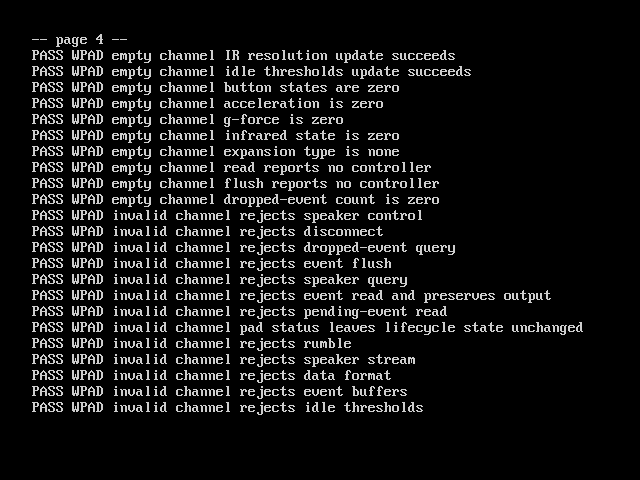 -- page 4 --
PASS WPAD empty channel IR resolution update succeeds
PASS WPAD empty channel idle thresholds update succeeds
PASS WPAD empty channel button states are zero
PASS WPAD empty channel acceleration is zero
PASS WPAD empty channel g-force is zero
PASS WPAD empty channel infrared state is zero
PASS WPAD empty channel expansion type is none
PASS WPAD empty channel read reports no controller
PASS WPAD empty channel flush reports no controller
PASS WPAD empty channel dropped-event count is zero
PASS WPAD invalid channel rejects speaker control
PASS WPAD invalid channel rejects disconnect
PASS WPAD invalid channel rejects dropped-event query
PASS WPAD invalid channel rejects event flush
PASS WPAD invalid channel rejects speaker query
PASS WPAD invalid channel rejects event read and preserves output
PASS WPAD invalid channel rejects pending-event read
PASS WPAD invalid channel pad status leaves lifecycle state unchanged
PASS WPAD invalid channel rejects rumble
PASS WPAD invalid channel rejects speaker stream
PASS WPAD invalid channel rejects data format
PASS WPAD invalid channel rejects event buffers
PASS WPAD invalid channel rejects idle thresholds